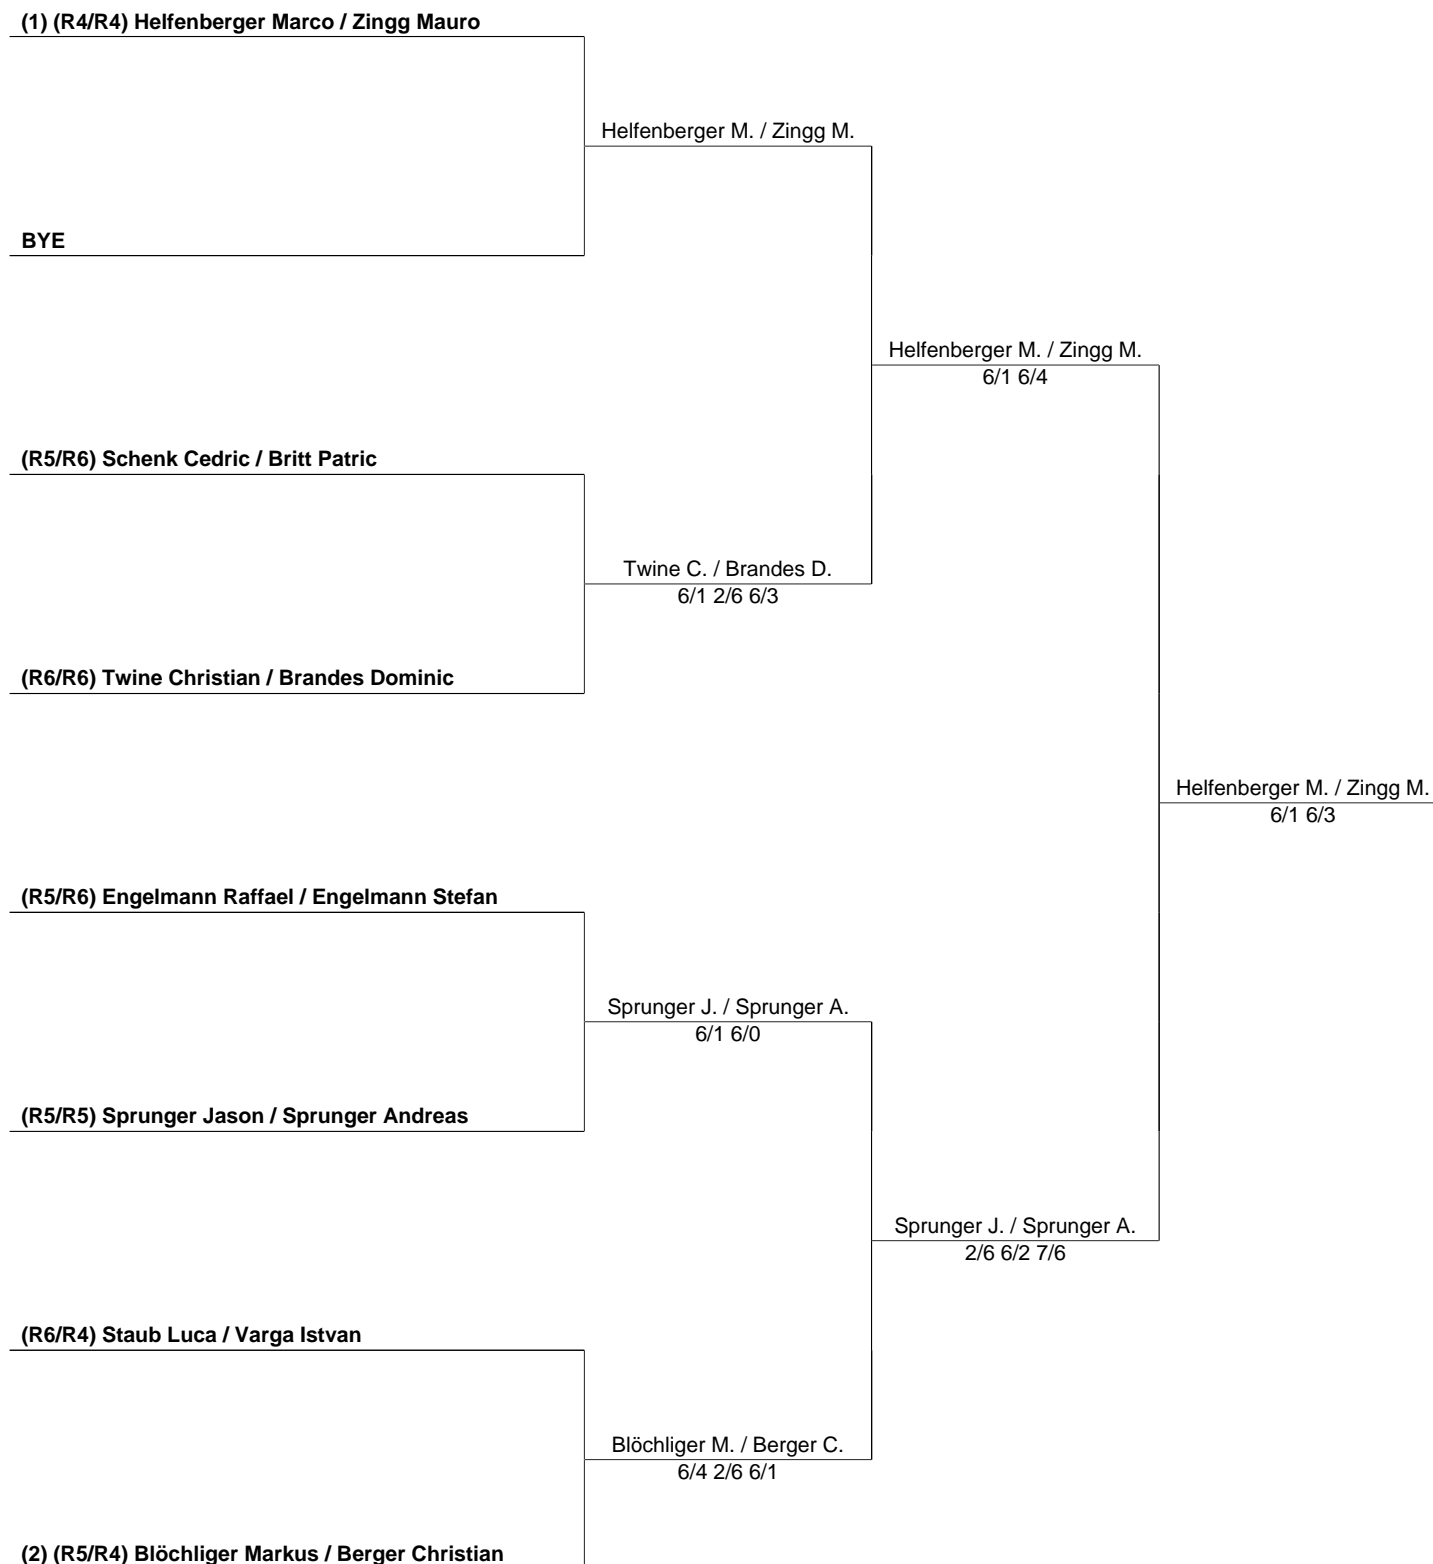 (1) (R4/R4) Helfenberger Marco / Zingg Mauro
Helfenberger M. / Zingg M.
BYE
Helfenberger M. / Zingg M.
6/1 6/4
(R5/R6) Schenk Cedric / Britt Patric
Twine C. / Brandes D.
6/1 2/6 6/3
(R6/R6) Twine Christian / Brandes Dominic
Helfenberger M. / Zingg M.
6/1 6/3
(R5/R6) Engelmann Raffael / Engelmann Stefan
Sprunger J. / Sprunger A.
6/1 6/0
(R5/R5) Sprunger Jason / Sprunger Andreas
Sprunger J. / Sprunger A.
2/6 6/2 7/6
(R6/R4) Staub Luca / Varga Istvan
Blöchliger M. / Berger C.
6/4 2/6 6/1
(2) (R5/R4) Blöchliger Markus / Berger Christian